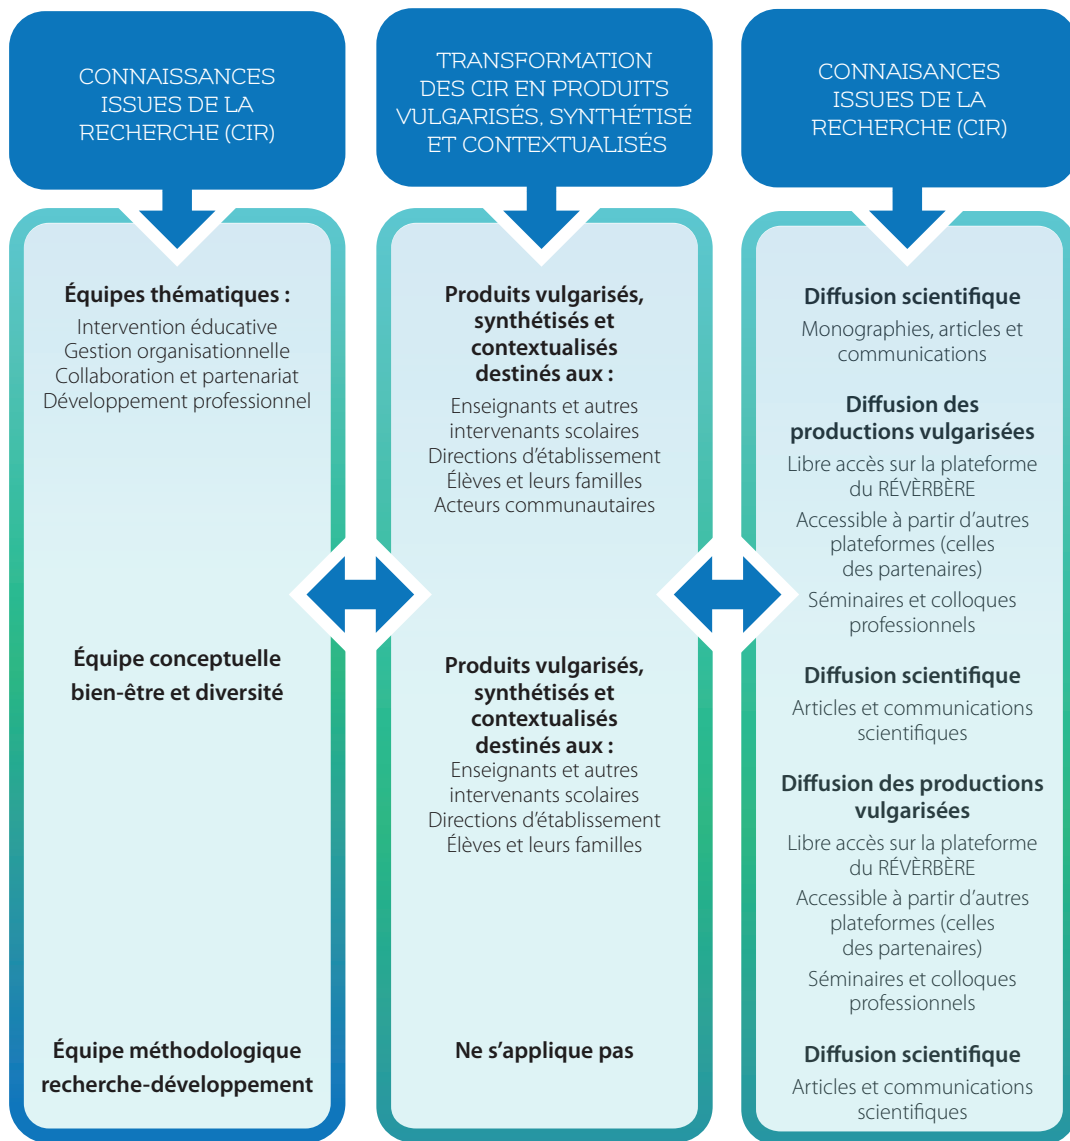 CONNAISSANCES
ISSUES DE LA
RECHERCHE (CIR)
TRANSFORMATION
DES CIR EN PRODUITS
VULGARISÉS, SYNTHÉTISÉ
ET CONTEXTUALISÉS
CONNAISANCES
ISSUES DE LA
RECHERCHE (CIR)
Équipes thématiques :
Intervention éducative
Gestion organisationnelle
Collaboration et partenariat
Développement professionnel
Équipe conceptuelle
bien-être et diversité
Équipe méthodologique
recherche-développement
Produits vulgarisés,
synthétisés et
contextualisés
destinés aux :
Enseignants et autres
intervenants scolaires
Directions d'établissement
Élèves et leurs familles
Acteurs communautaires
Produits vulgarisés,
synthétisés et
contextualisés
destinés aux :
Enseignants et autres
intervenants scolaires
Directions d'établissement
Élèves et leurs familles
Ne s'applique pas
Diffusion scientifique
Monographies, articles et
communications
Diffusion des
productions vulgarisées
Libre accès sur la plateforme
du RÉVÈRBÈRE
Accessible à partir d'autres
plateformes (celles
des partenaires)
Séminaires et colloques
professionnels
Diffusion scientifique
Articles et communications
scientifiques
Diffusion des productions
vulgarisées
Libre accès sur la plateforme
du RÉVÈRBÈRE
Accessible à partir d'autres
plateformes (celles
des partenaires)
Séminaires et colloques
professionnels
Diffusion scientifique
Articles et communications
scientifiques